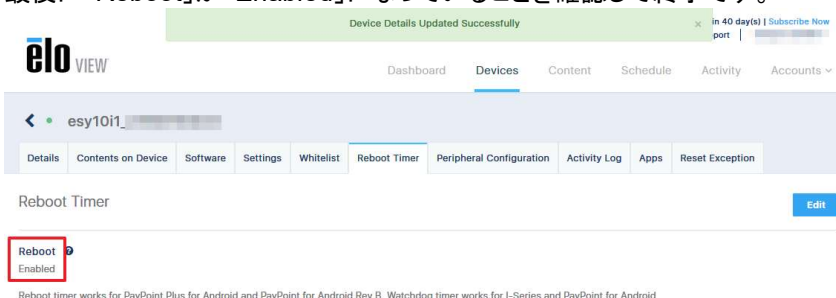 Device Details Updated Successfully ×
in 40 day(s) | Subscribe Now
port |
elo VIEW
Dashboard Devices Content Schedule Activity Accounts
esy10i1_
Details Contents on Device Software Settings Whitelist Reboot Timer Peripheral Configuration Activity Log Apps Reset Exception
Reboot Timer Edit
Reboot ?
Enabled
Reboot timer works for PayPoint Plus for Android and PayPoint for Android Rev B. Watchdog timer works for I-Series and PayPoint for Android